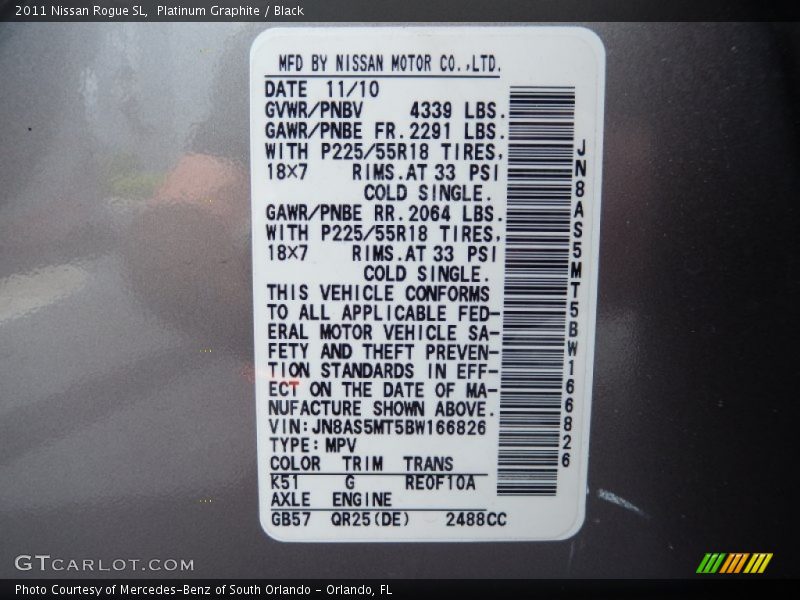 2011 Nissan Rogue SL,  Platinum Graphite / Black
MFD BY NISSAN MOTOR CO.,LTD.
DATE 11/10
GVWR/PNBV 4339 LBS.
GAWR/PNBE FR.2291 LBS.
WITH P225/55R18 TIRES,
18×7 RIMS.AT 33 PSI
COLD SINGLE.
GAWR/PNBE RR.2064 LBS.
WITH P225/55R18 TIRES,
18×7 RIMS.AT 33 PSI
COLD SINGLE.
THIS VEHICLE CONFORMS
TO ALL APPLICABLE FED-
ERAL MOTOR VEHICLE SA-
FETY AND THEFT PREVEN-
TION STANDARDS IN EFF-
ECT ON THE DATE OF MA-
NUFACTURE SHOWN ABOVE.
VIN:JN8AS5MT5BW166826
TYPE:MPV
COLOR TRIM TRANS
K51 G RE0F10A
AXLE ENGINE
GB57 QR25(DE) 2488CC
JN8AS5MT5BW166826
GTCARLOT.COM
Photo Courtesy of Mercedes-Benz of South Orlando - Orlando, FL